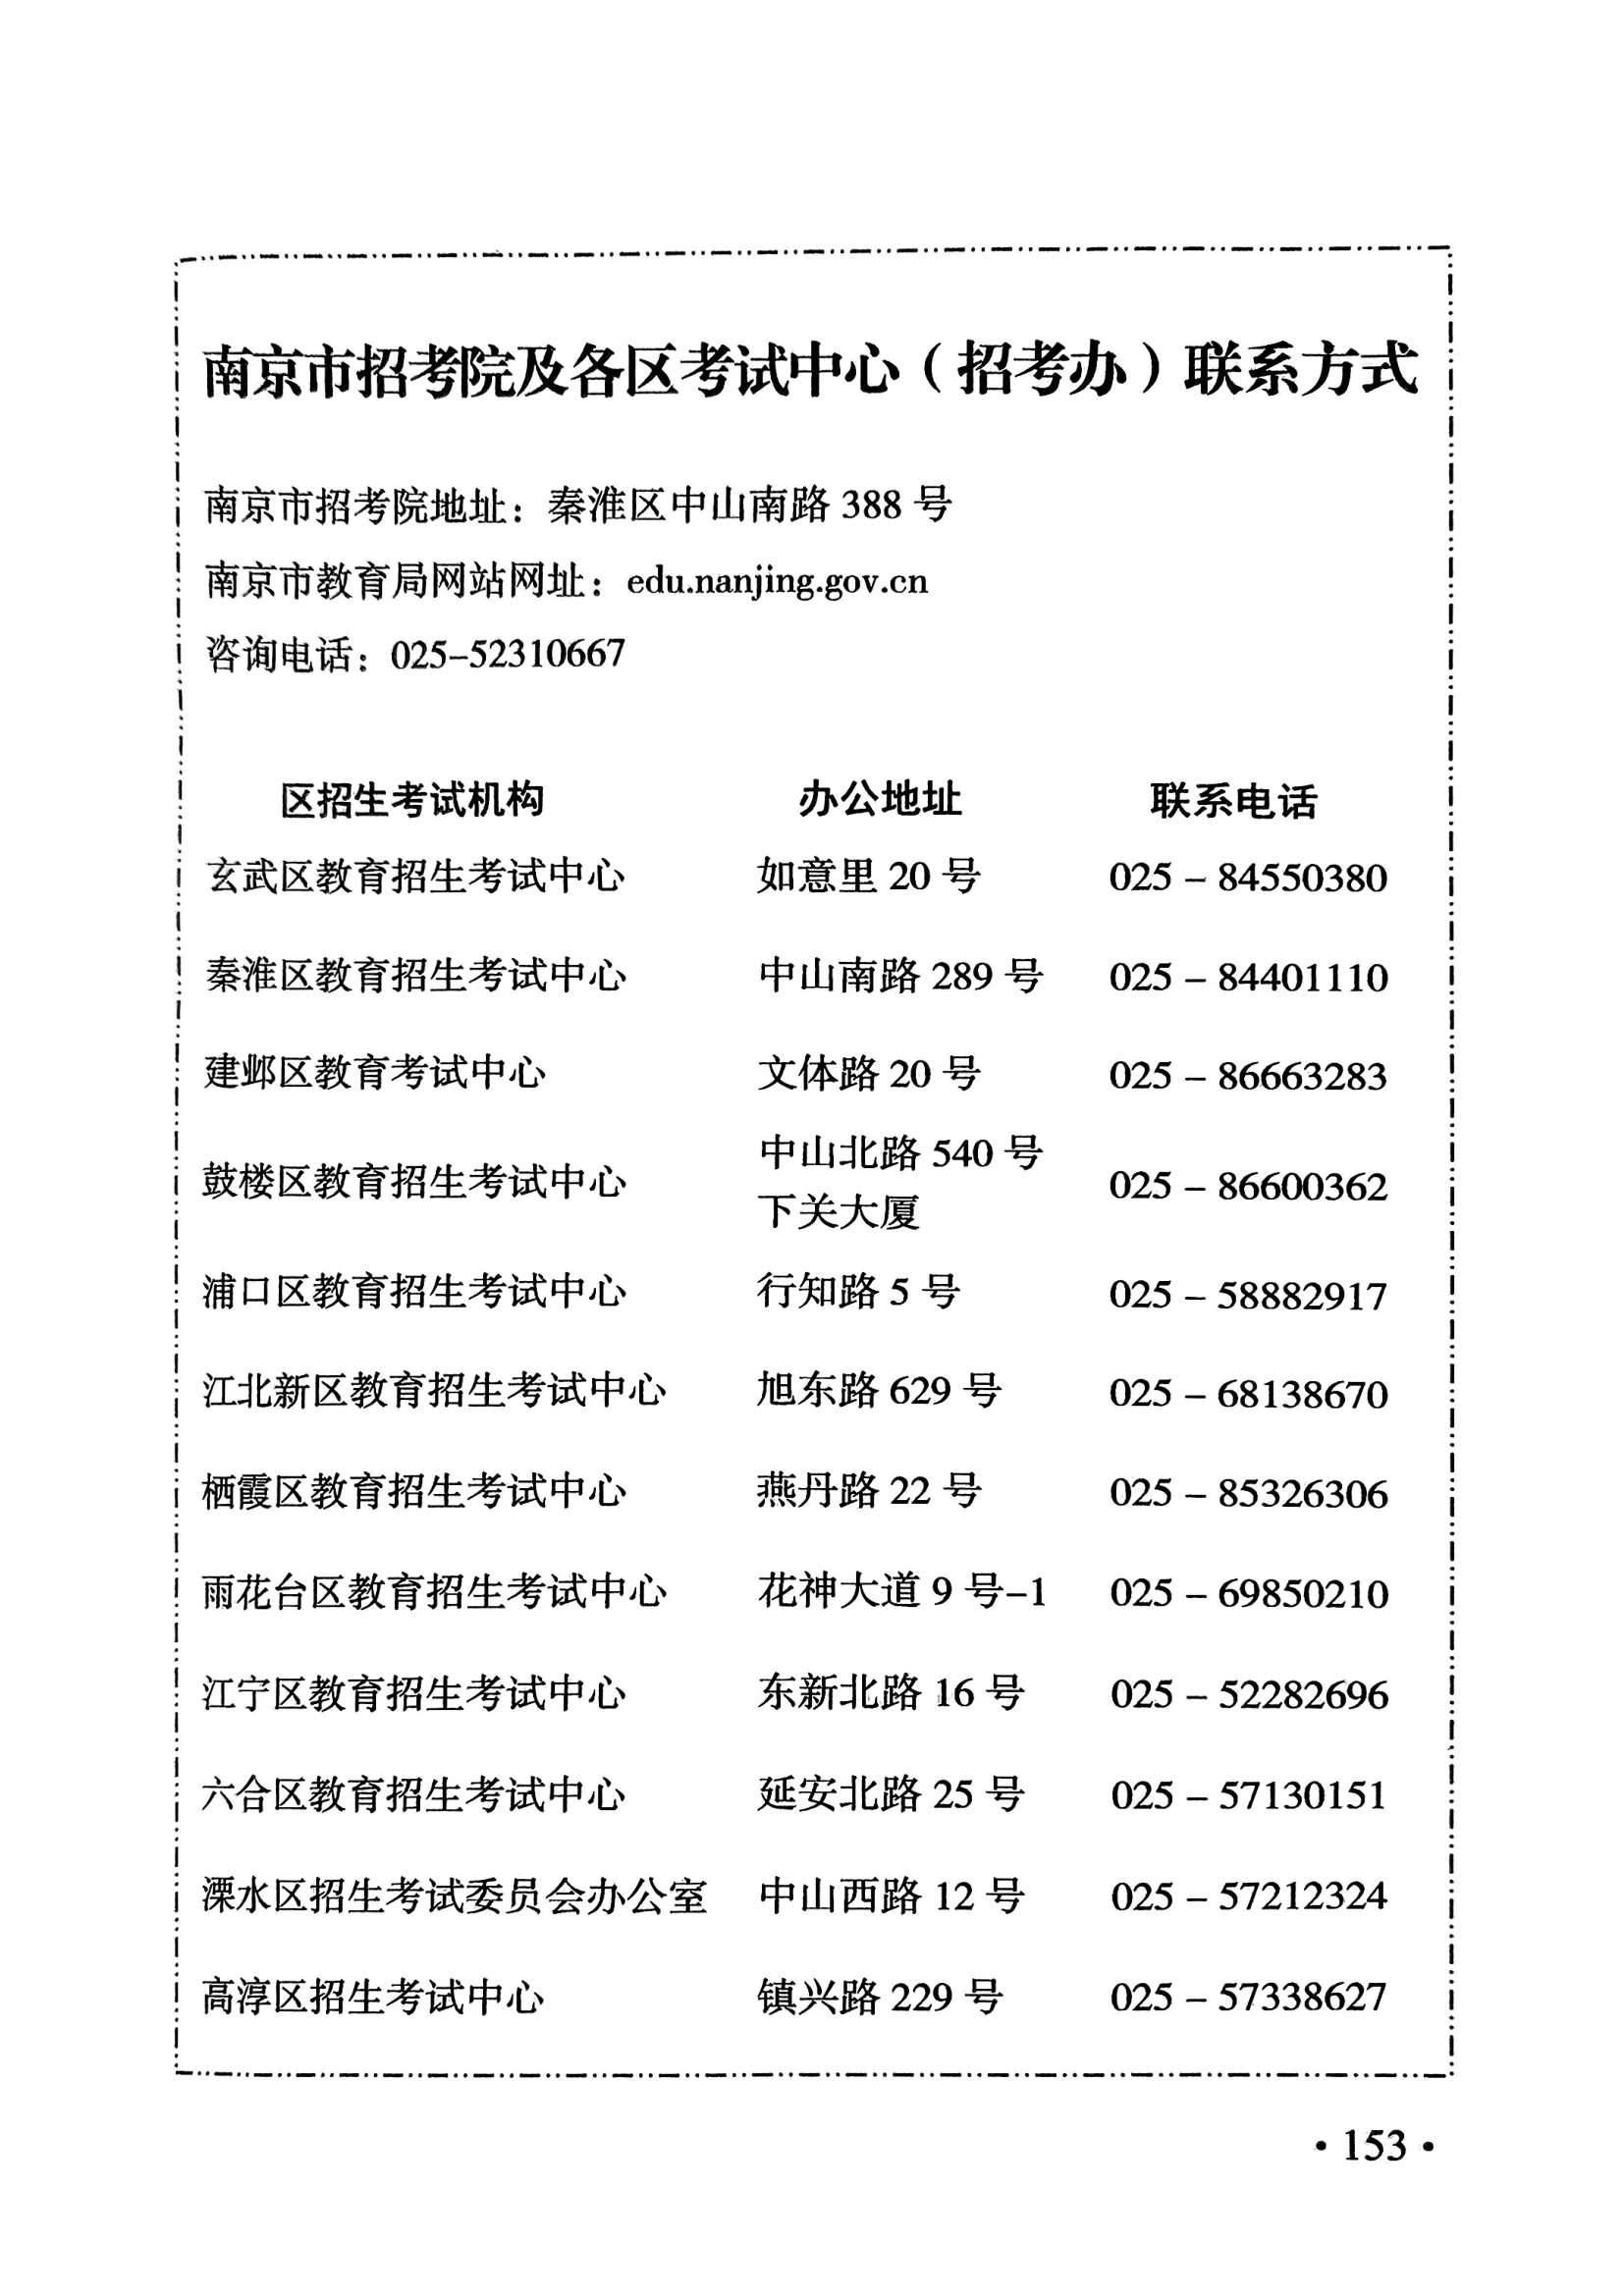 南京市招考院及各区考试中心（招考办）联系方式
南京市招考院地址：秦淮区中山南路 388 号
南京市教育局网站网址：edu.nanjing.gov.cn
咨询电话：025-52310667
区招生考试机构 办公地址 联系电话
玄武区教育招生考试中心 如意里 20 号 025 – 84550380
秦淮区教育招生考试中心 中山南路 289 号 025 – 84401110
建邺区教育考试中心 文体路 20 号 025 – 86663283
鼓楼区教育招生考试中心 中山北路 540 号 025 – 86600362
下关大厦
浦口区教育招生考试中心 行知路 5 号 025 – 58882917
江北新区教育招生考试中心 旭东路 629 号 025 – 68138670
栖霞区教育招生考试中心 燕丹路 22 号 025 – 85326306
雨花台区教育招生考试中心 花神大道 9 号-1 025 – 69850210
江宁区教育招生考试中心 东新北路 16 号 025 – 52282696
六合区教育招生考试中心 延安北路 25 号 025 – 57130151
溧水区招生考试委员会办公室 中山西路 12 号 025 – 57212324
高淳区招生考试中心 镇兴路 229 号 025 – 57338627
· 153 ·